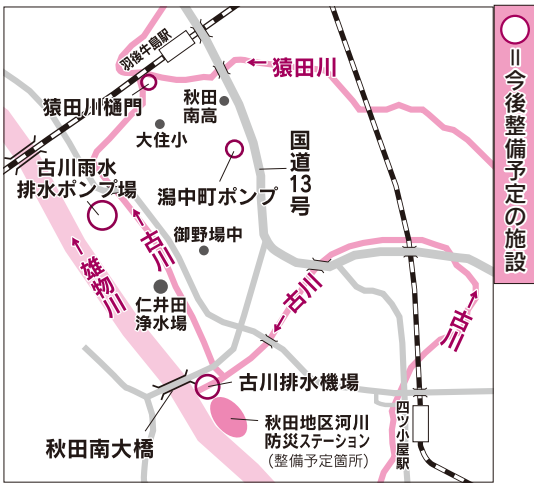 羽後牛島駅
←猿田川
秋田
南高
猿田川樋門
大住小
国道13号
古川雨水
排水ポンプ場
潟中町ポンプ
↑古川
御野場中
↑雄物川
←古川
仁井田
浄水場
↑古川
古川排水機場
秋田南大橋
秋田地区河川
防災ステーション
(整備予定箇所)
四ツ小屋駅
○=今後整備予定の施設